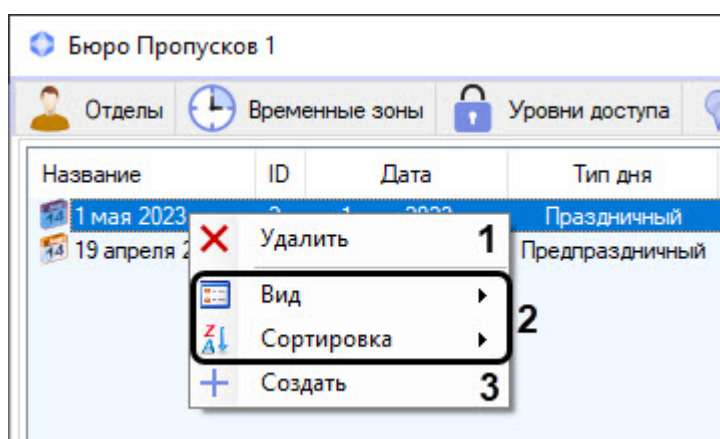 Бюро Пропусков 1
Отделы Временные зоны Уровни доступа
Название ID Дата Тип дня
1 мая 2023 Праздничный
19 апреля Предпраздничный
Удалить 1
Вид
Сортировка
2
Создать 3